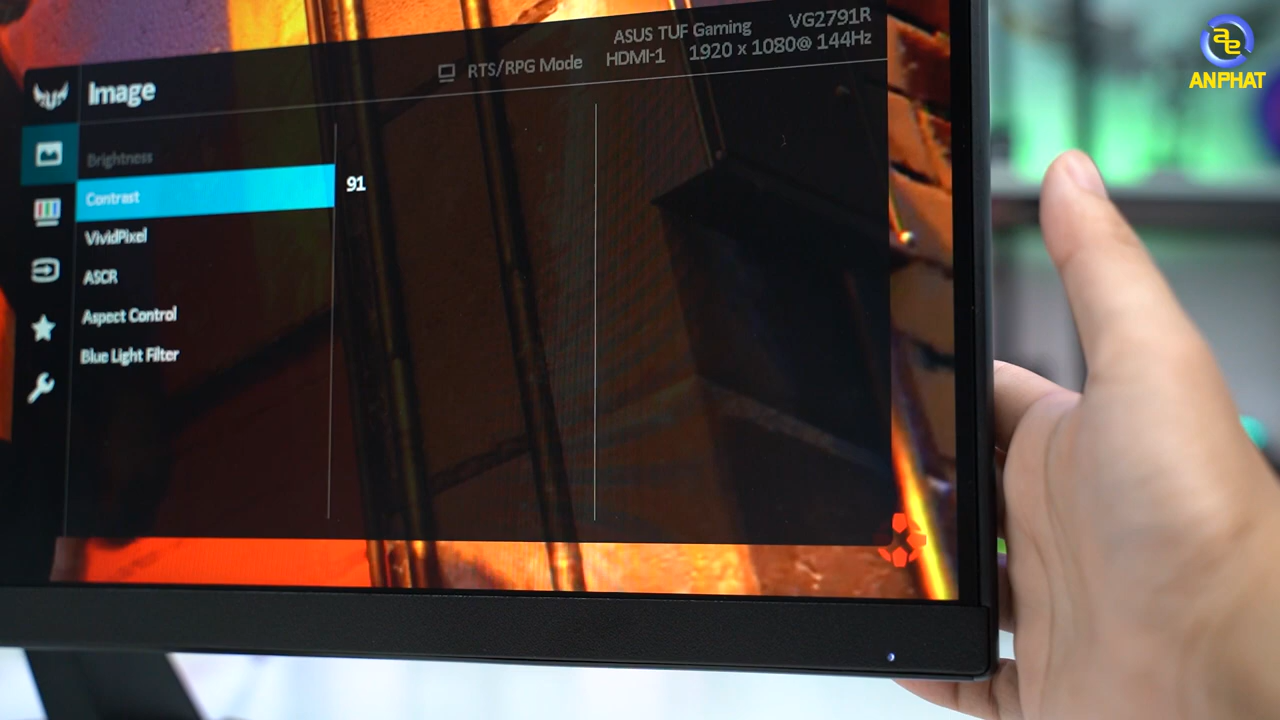 ASUS TUF Gaming VG2791R
RTS/RPG Mode HDMI-1 1920 x 1080@ 144Hz
Image
Brightness
Contrast 91
VividPixel
ASCR
Aspect Control
Blue Light Filter
ae
ANPHAT